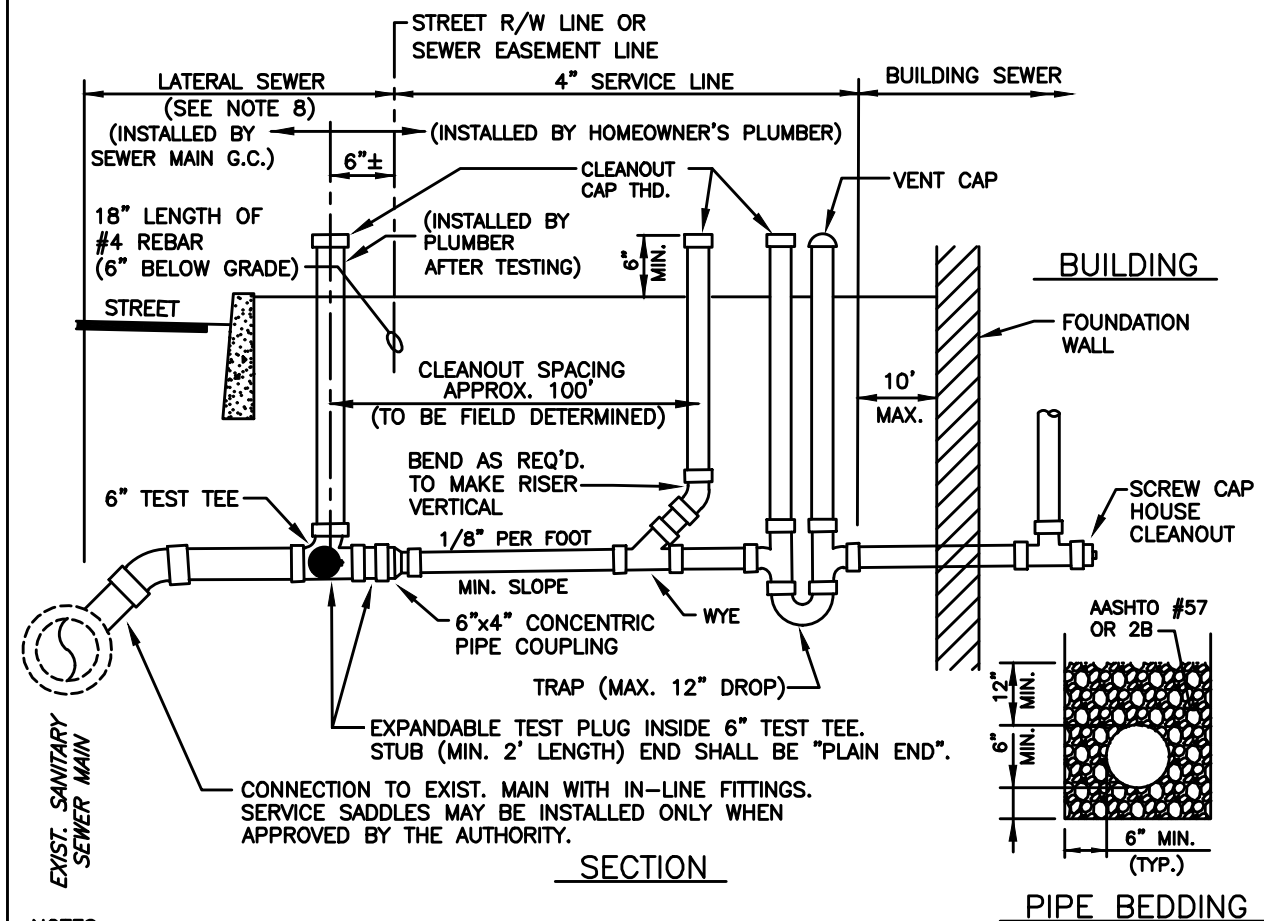 STREET R/W LINE OR
SEWER EASEMENT LINE
LATERAL SEWER
(SEE NOTE 8)
4" SERVICE LINE
BUILDING SEWER
(INSTALLED BY
SEWER MAIN G.C.)
(INSTALLED BY HOMEOWNER'S PLUMBER)
6"±
CLEANOUT
CAP THD.
VENT CAP
18" LENGTH OF
#4 REBAR
(6" BELOW GRADE)
(INSTALLED BY
PLUMBER
AFTER TESTING)
6"
MIN.
BUILDING
STREET
FOUNDATION
WALL
CLEANOUT SPACING
APPROX. 100'
(TO BE FIELD DETERMINED)
10'
MAX.
BEND AS REQ'D.
TO MAKE RISER
VERTICAL
6" TEST TEE
SCREW CAP
HOUSE
CLEANOUT
1/8" PER FOOT
MIN. SLOPE
6"x4" CONCENTRIC
PIPE COUPLING
WYE
AASHTO #57
OR 2B
TRAP (MAX. 12" DROP)
12"
MIN.
6"
MIN.
EXPANDABLE TEST PLUG INSIDE 6" TEST TEE.
STUB (MIN. 2' LENGTH) END SHALL BE "PLAIN END".
EXIST. SANITARY
SEWER MAIN
CONNECTION TO EXIST. MAIN WITH IN-LINE FITTINGS.
SERVICE SADDLES MAY BE INSTALLED ONLY WHEN
APPROVED BY THE AUTHORITY.
6" MIN.
(TYP.)
SECTION
PIPE BEDDING